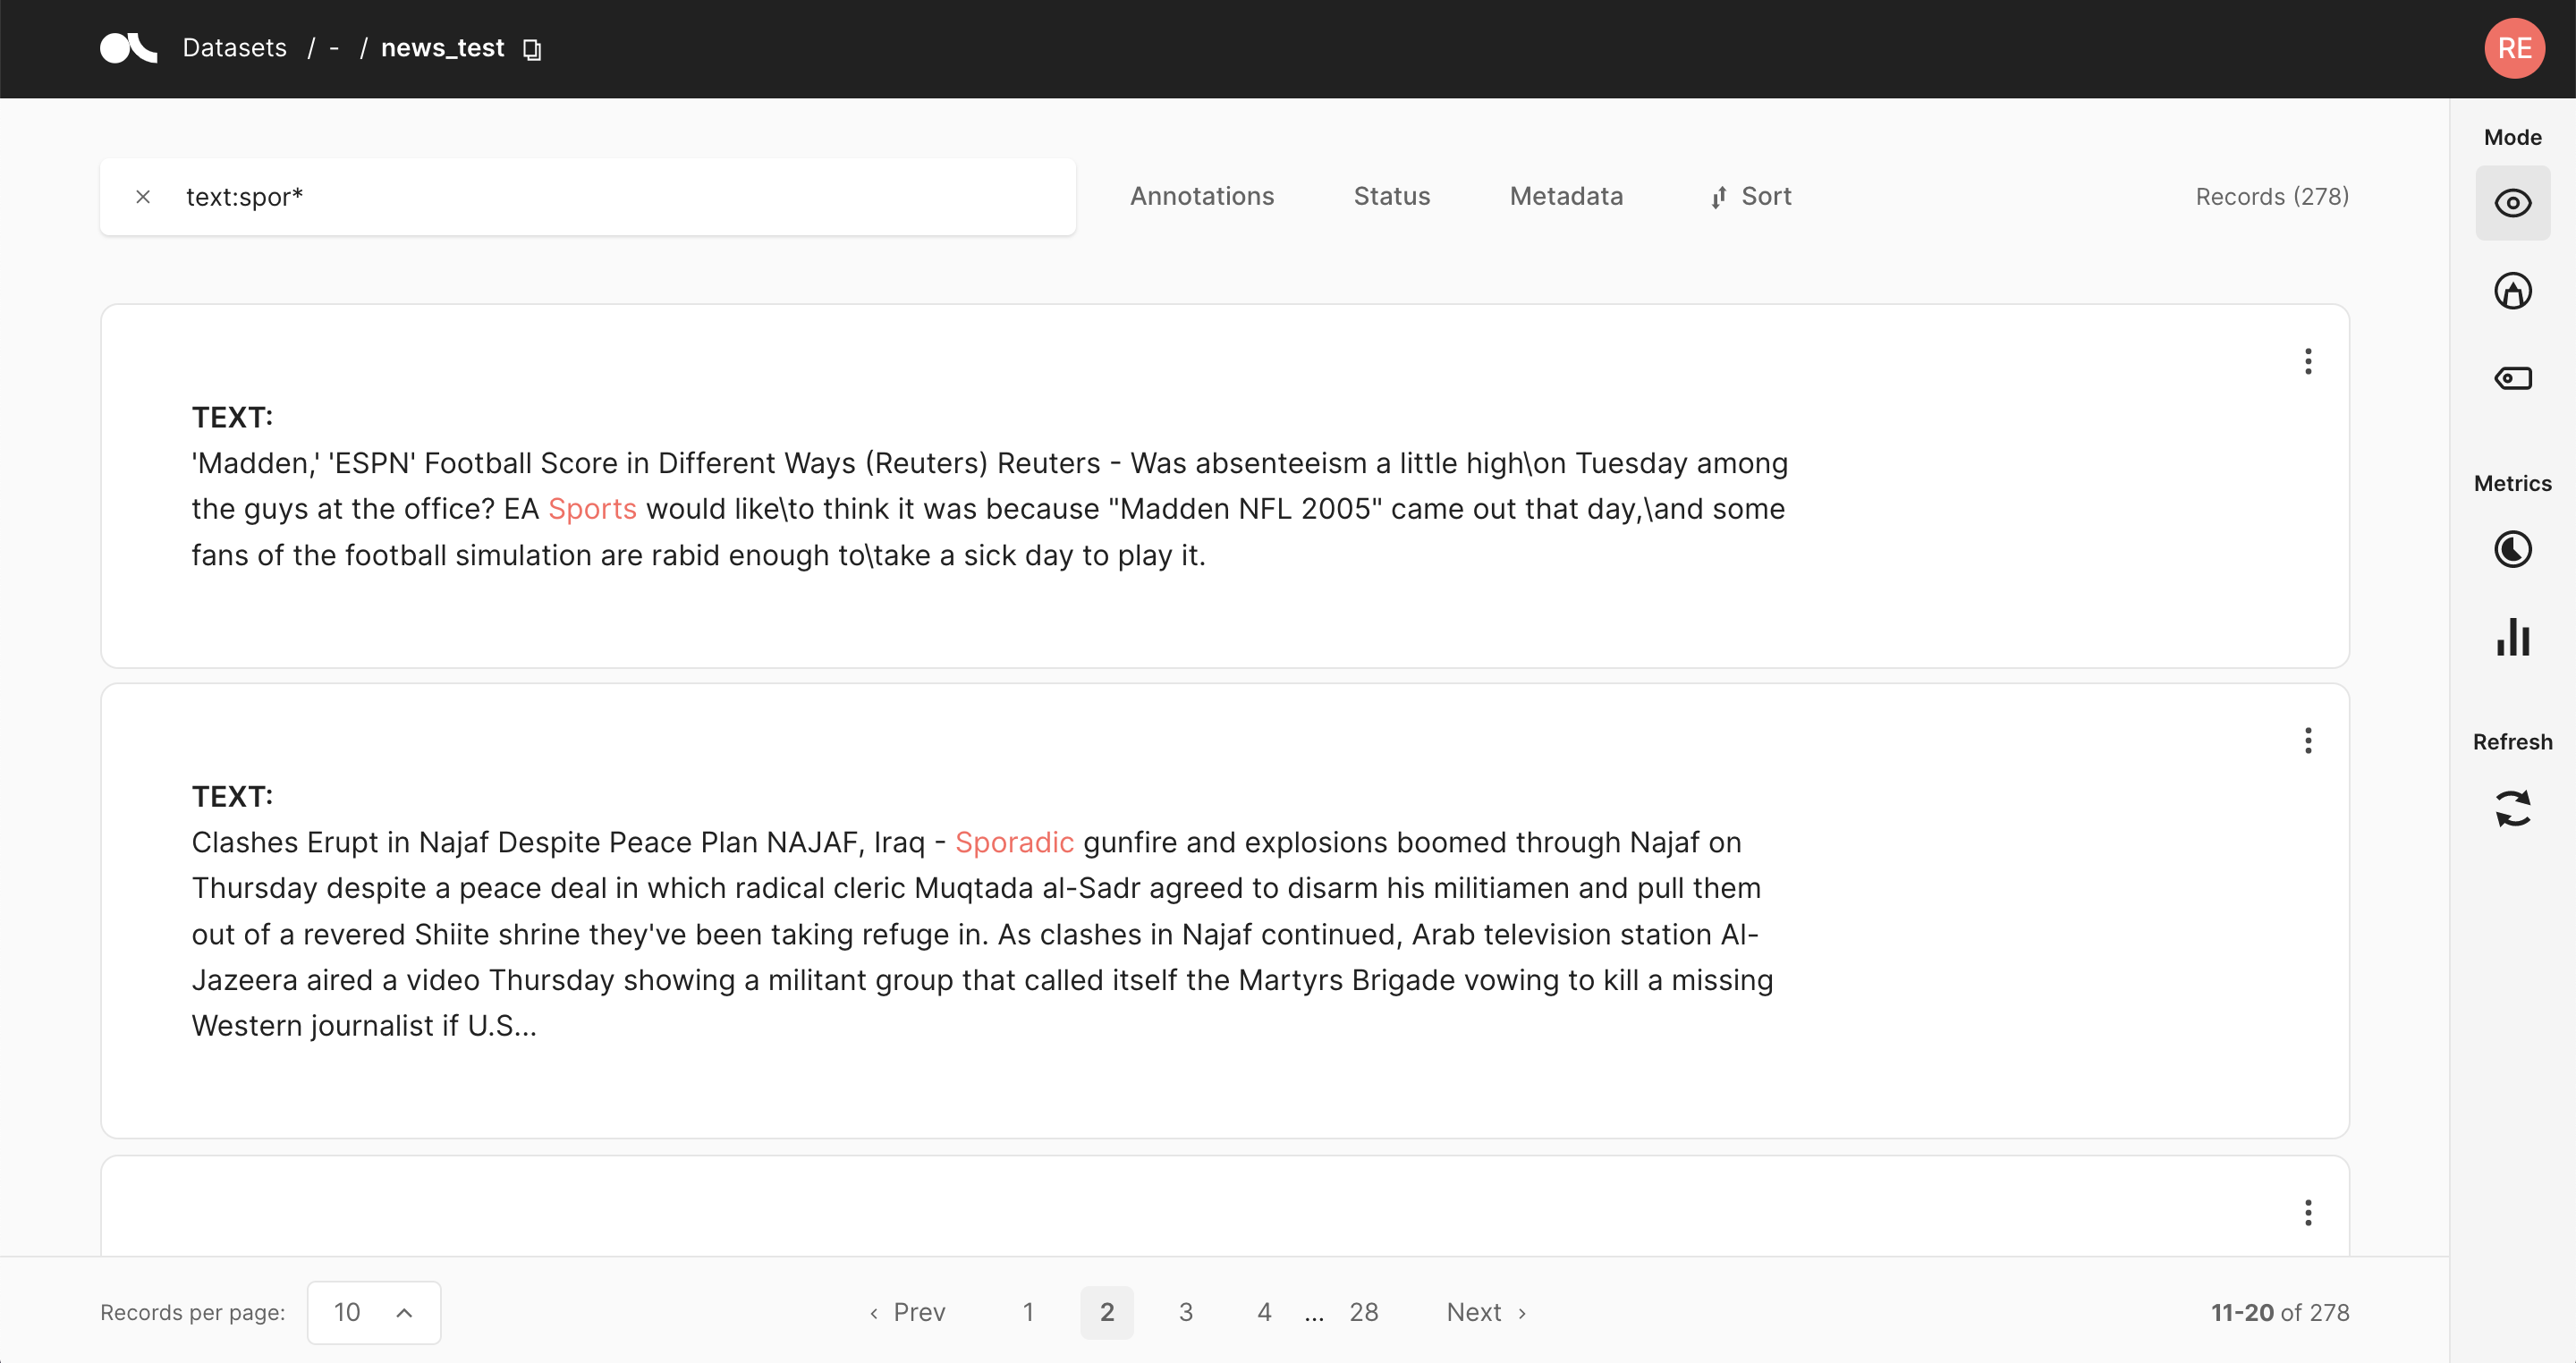 Datasets / - / news_test
RE
text:spor*
Annotations Status Metadata Sort
Records (278)
Mode
TEXT:
'Madden,' 'ESPN' Football Score in Different Ways (Reuters) Reuters - Was absenteeism a little high\on Tuesday among
the guys at the office? EA Sports would like\to think it was because "Madden NFL 2005" came out that day,\and some
fans of the football simulation are rabid enough to\take a sick day to play it.
Metrics
Refresh
TEXT:
Clashes Erupt in Najaf Despite Peace Plan NAJAF, Iraq - Sporadic gunfire and explosions boomed through Najaf on
Thursday despite a peace deal in which radical cleric Muqtada al-Sadr agreed to disarm his militiamen and pull them
out of a revered Shiite shrine they've been taking refuge in. As clashes in Najaf continued, Arab television station Al-
Jazeera aired a video Thursday showing a militant group that called itself the Martyrs Brigade vowing to kill a missing
Western journalist if U.S...
Records per page: 10
‹ Prev 1 2 3 4 ... 28 Next ›
11-20 of 278